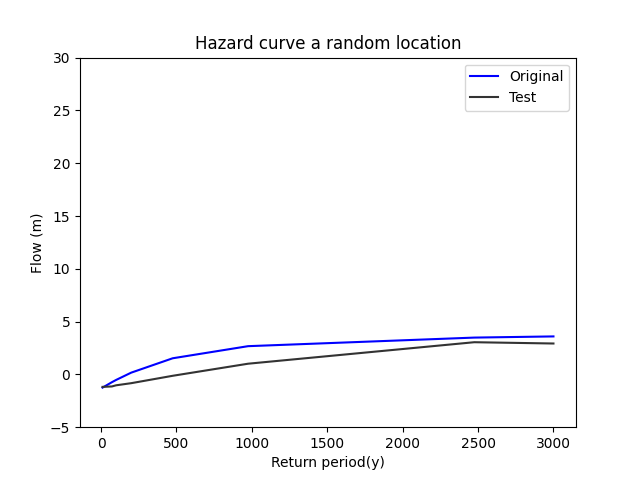 Hazard curve a random location
Original
Test
30
25
20
15
10
5
0
−5
Flow (m)
0 500 1000 1500 2000 2500 3000
Return period(y)